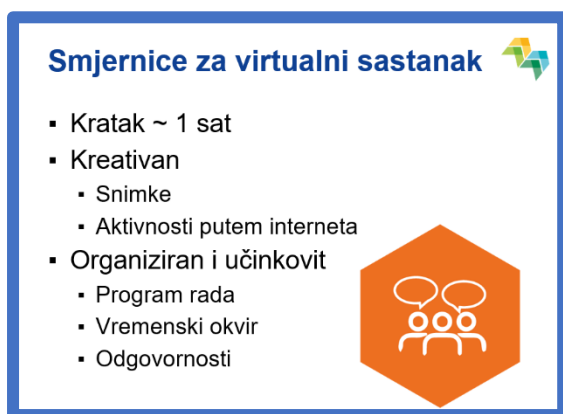 Smjernice za virtualni sastanak
▪ Kratak ~ 1 sat
▪ Kreativan
▪ Snimke
▪ Aktivnosti putem interneta
▪ Organiziran i učinkovit
▪ Program rada
▪ Vremenski okvir
▪ Odgovornosti